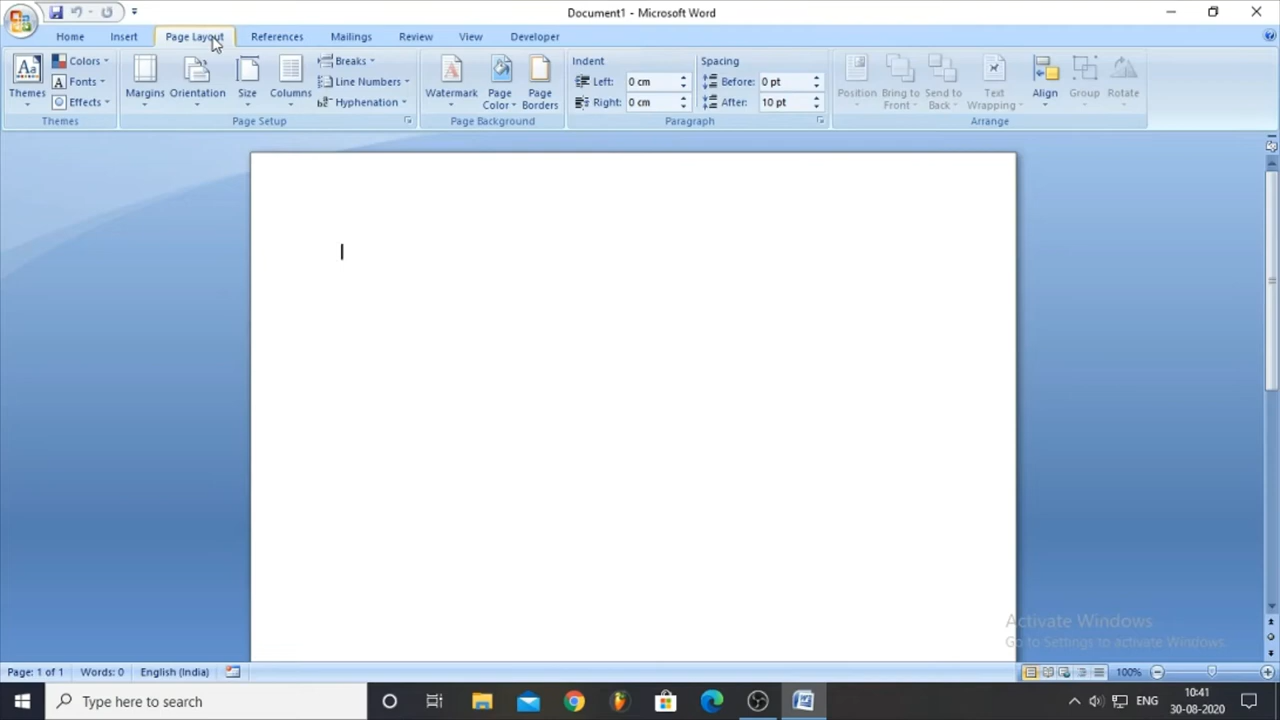 Document1 - Microsoft Word
Home Insert Page Layout References Mailings Review View Developer
Themes Colors Fonts Effects
Themes
Margins Orientation Size Columns Breaks Line Numbers Hyphenation
Page Setup
Watermark Page Color Page Borders
Page Background
Indent
Left: 0 cm
Right: 0 cm
Spacing
Before: 0 pt
After: 10 pt
Paragraph
Position Bring to Front Send to Back Text Wrapping Align Group Rotate
Arrange
Activate Windows
Go to Settings to activate Windows.
Page: 1 of 1 Words: 0 English (India) 100%
Type here to search
ENG 10:41
30-08-2020